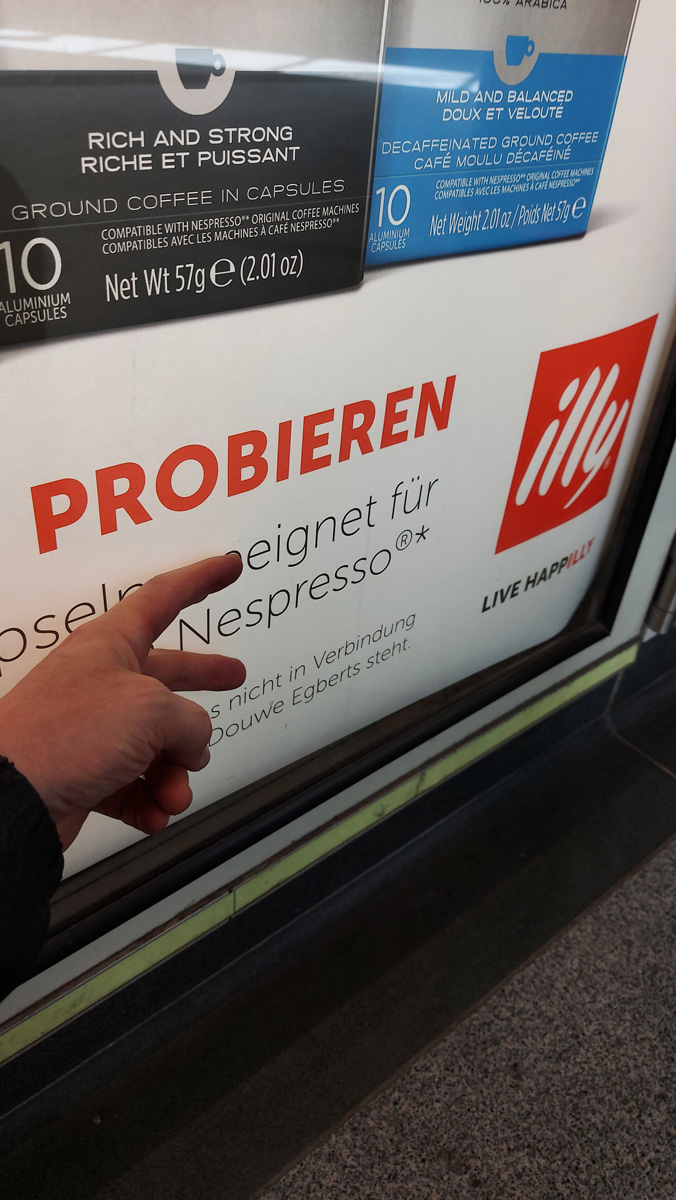 RICH AND STRONG
RICHE ET PUISSANT
GROUND COFFEE IN CAPSULES
10
ALUMINIUM
CAPSULES
COMPATIBLE WITH NESPRESSO** ORIGINAL COFFEE MACHINES
COMPATIBLES AVEC LES MACHINES À CAFÉ NESPRESSO**
Net Wt 57g ℮ (2.01 oz)
100% ARABICA
MILD AND BALANCED
DOUX ET VELOUTÉ
DECAFFEINATED GROUND COFFEE
CAFÉ MOULU DÉCAFÉINÉ
10
ALUMINIUM
CAPSULES
COMPATIBLE WITH NESPRESSO** ORIGINAL COFFEE MACHINES
COMPATIBLES AVEC LES MACHINES À CAFÉ NESPRESSO**
Net Weight 2.01 oz / Poids Net 57g ℮
PROBIEREN
für
Nespresso®*
nicht in Verbindung
Douwe Egberts steht.
illy®
LIVE HAPPILLY